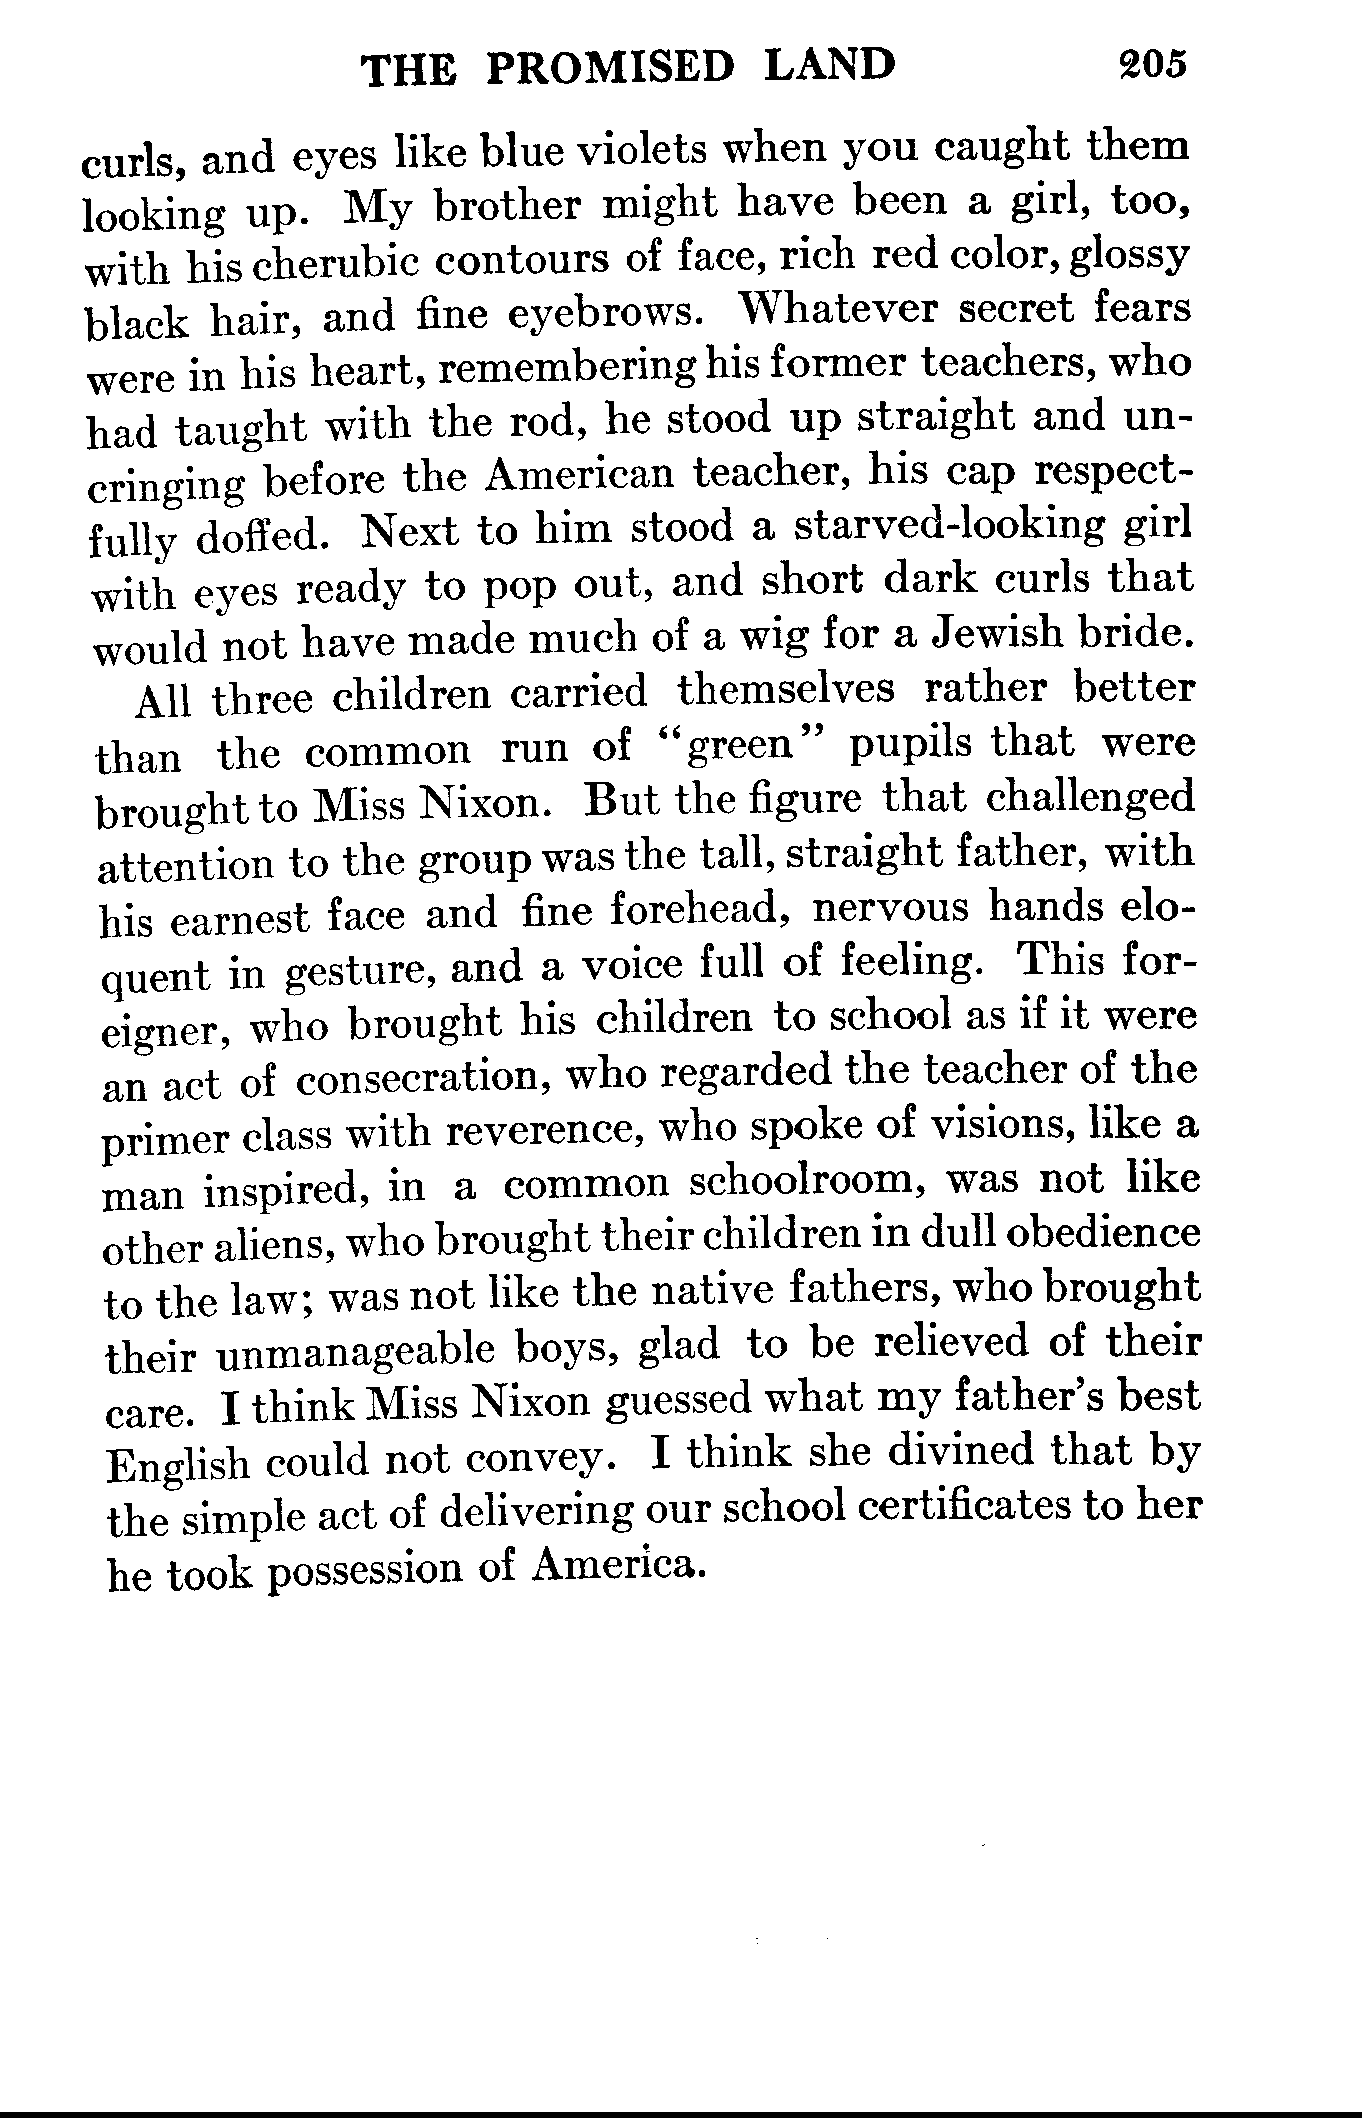 THE PROMISED LAND 205
curls, and eyes like blue violets when you caught them
looking up. My brother might have been a girl, too,
with his cherubic contours of face, rich red color, glossy
black hair, and fine eyebrows. Whatever secret fears
were in his heart, remembering his former teachers, who
had taught with the rod, he stood up straight and un-
cringing before the American teacher, his cap respect-
fully doffed. Next to him stood a starved-looking girl
with eyes ready to pop out, and short dark curls that
would not have made much of a wig for a Jewish bride.
All three children carried themselves rather better
than the common run of “green” pupils that were
brought to Miss Nixon. But the figure that challenged
attention to the group was the tall, straight father, with
his earnest face and fine forehead, nervous hands elo-
quent in gesture, and a voice full of feeling. This for-
eigner, who brought his children to school as if it were
an act of consecration, who regarded the teacher of the
primer class with reverence, who spoke of visions, like a
man inspired, in a common schoolroom, was not like
other aliens, who brought their children in dull obedience
to the law; was not like the native fathers, who brought
their unmanageable boys, glad to be relieved of their
care. I think Miss Nixon guessed what my father’s best
English could not convey. I think she divined that by
the simple act of delivering our school certificates to her
he took possession of America.